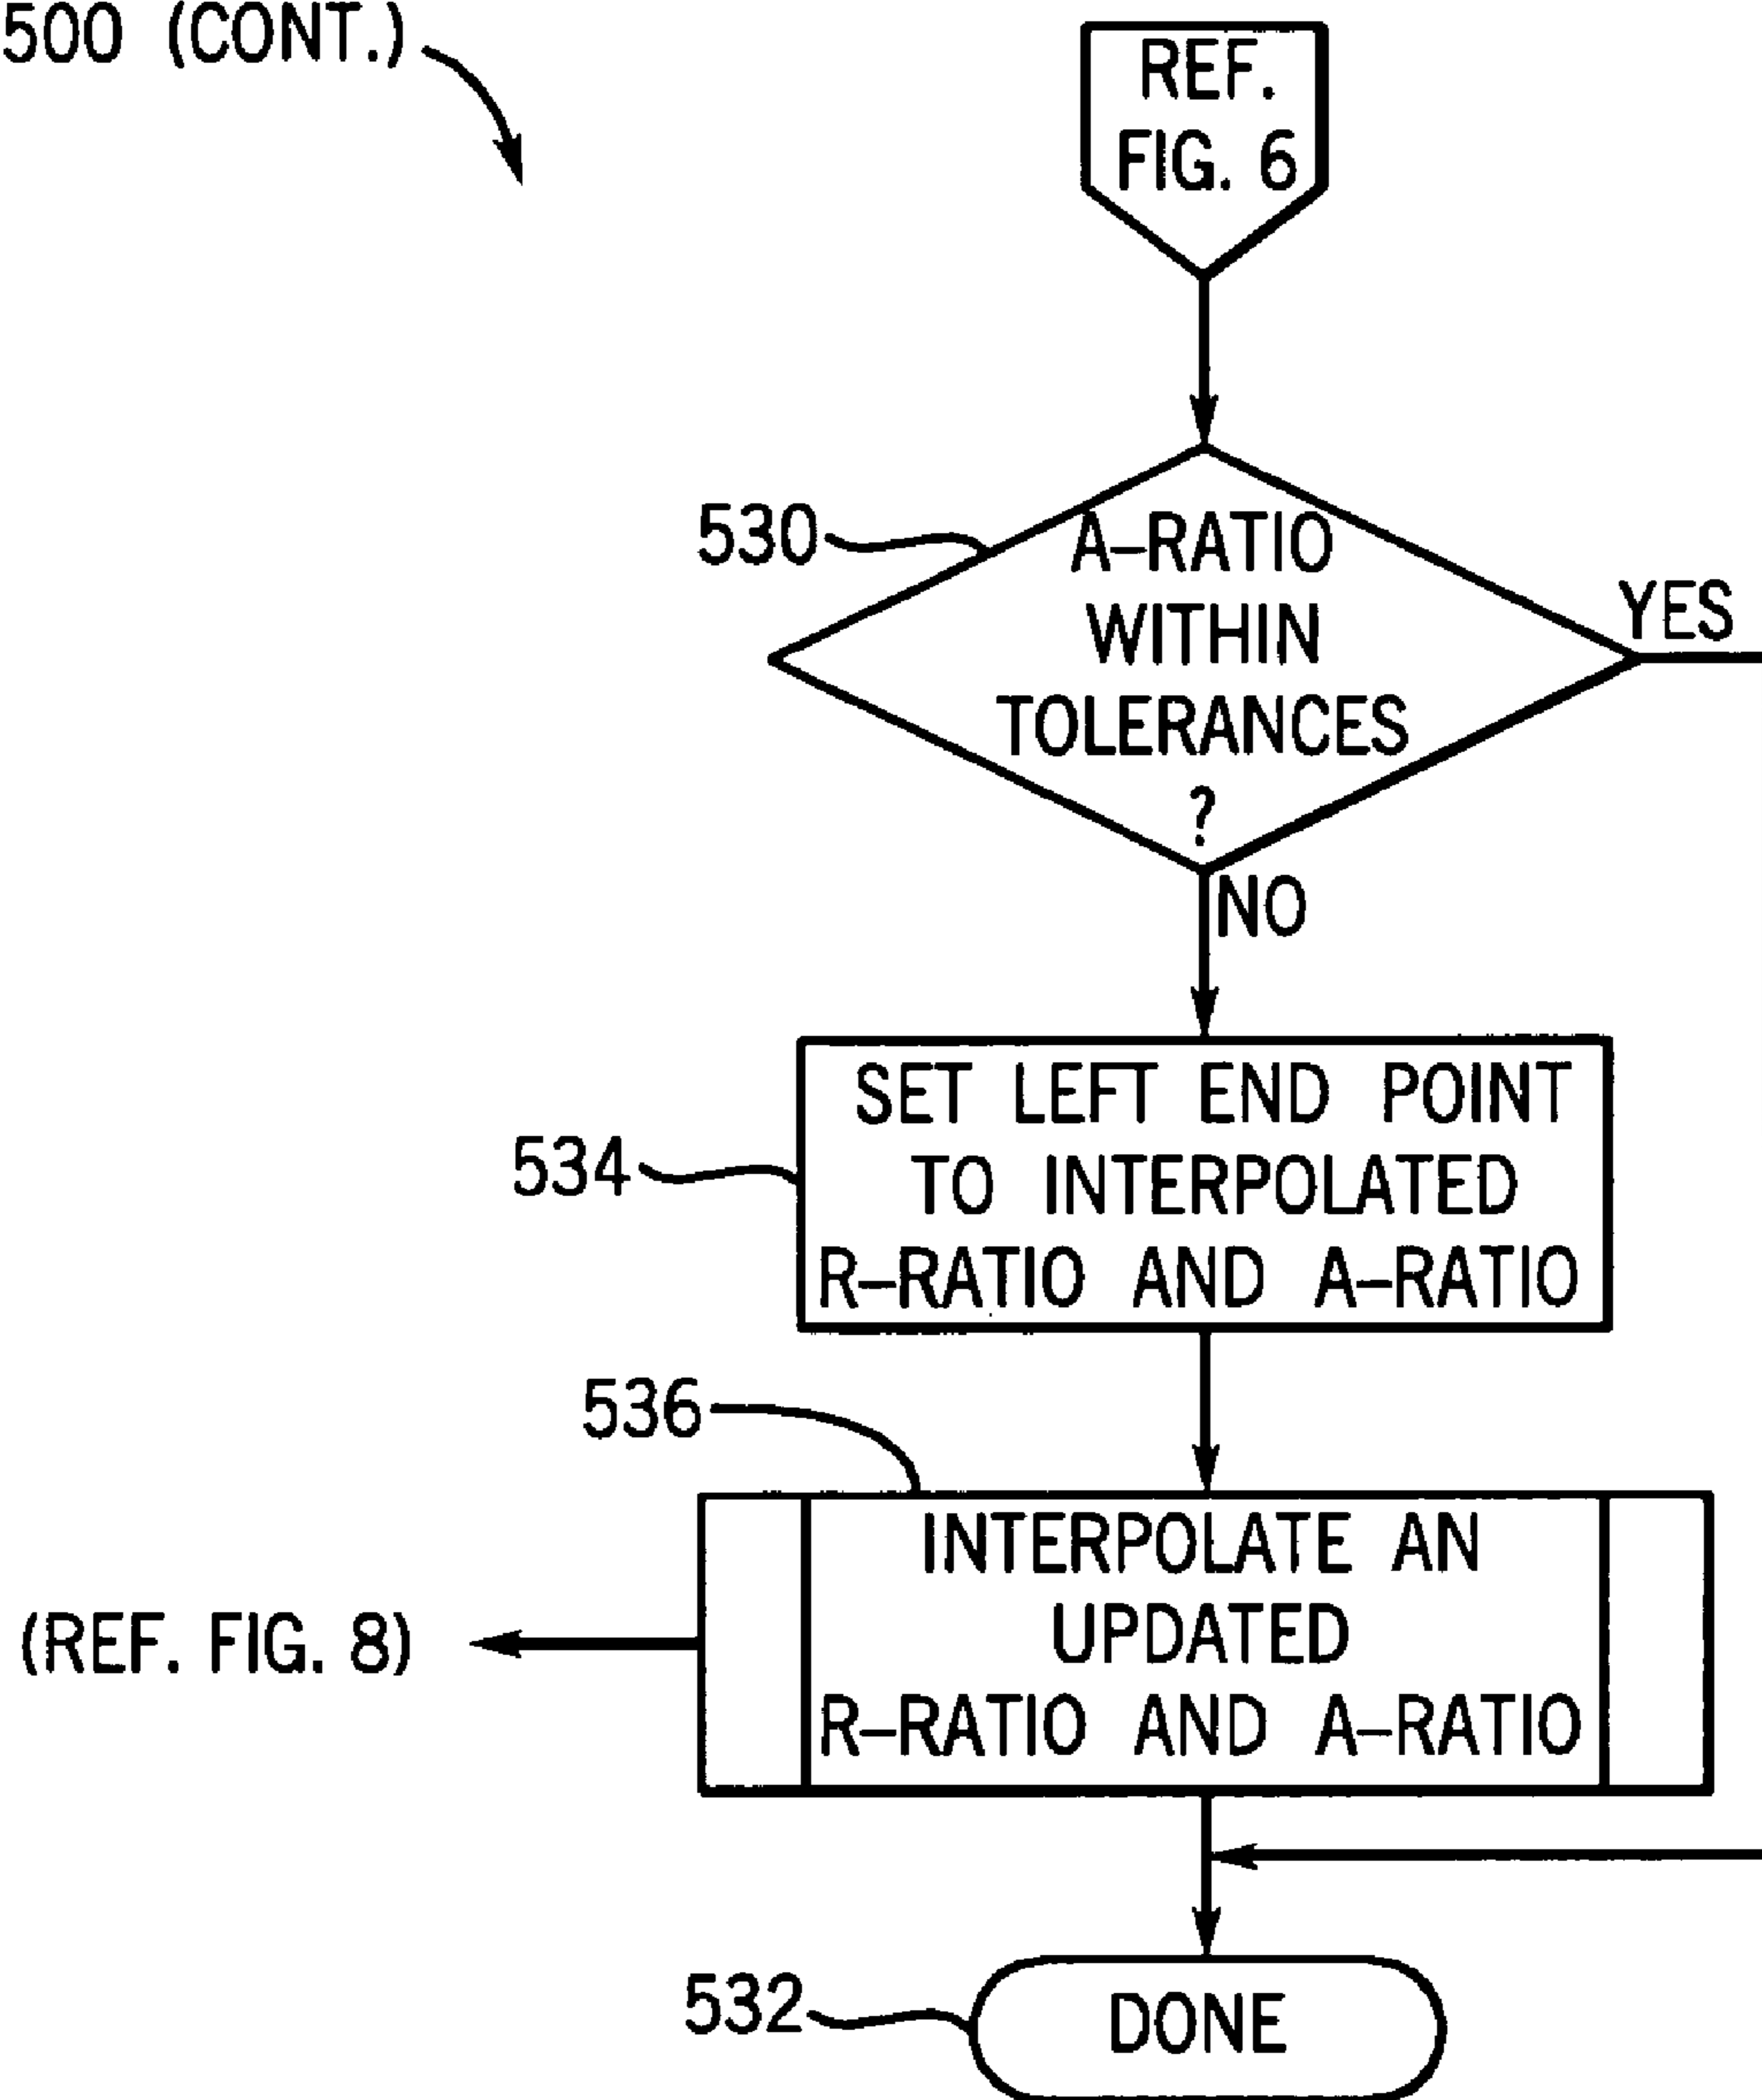 500 (CONT.)
REF.
FIG. 6
530
A-RATIO
WITHIN
TOLERANCES
?
YES
NO
534
SET LEFT END POINT
TO INTERPOLATED
R-RATIO AND A-RATIO
536
INTERPOLATE AN
UPDATED
R-RATIO AND A-RATIO
(REF. FIG. 8)
532
DONE